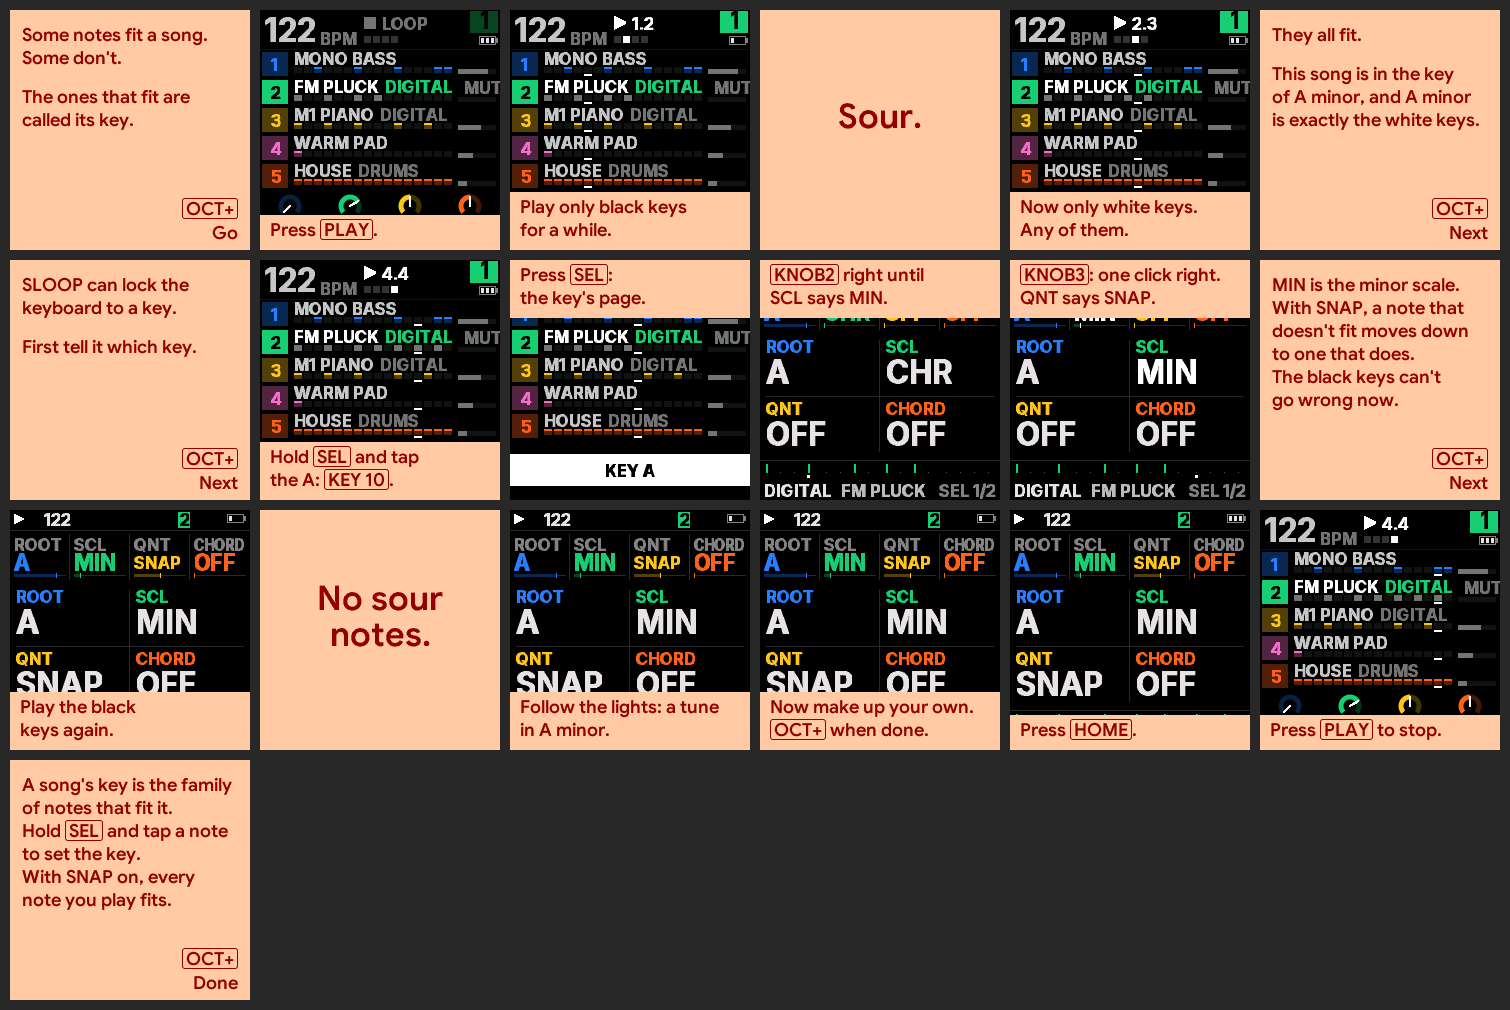 Some notes fit a song.
Some don't.
The ones that fit are
called its key.
OCT+
Go
122 BPM LOOP 1
1 MONO BASS
2 FM PLUCK DIGITAL MUT
3 M1 PIANO DIGITAL
4 WARM PAD
5 HOUSE DRUMS
Press PLAY.
122 BPM 1.2 1
1 MONO BASS
2 FM PLUCK DIGITAL MUT
3 M1 PIANO DIGITAL
4 WARM PAD
5 HOUSE DRUMS
Play only black keys
for a while.
Sour.
122 BPM 2.3 1
1 MONO BASS
2 FM PLUCK DIGITAL MUT
3 M1 PIANO DIGITAL
4 WARM PAD
5 HOUSE DRUMS
Now only white keys.
Any of them.
They all fit.
This song is in the key
of A minor, and A minor
is exactly the white keys.
OCT+
Next
SLOOP can lock the
keyboard to a key.
First tell it which key.
OCT+
Next
122 BPM 4.4 1
1 MONO BASS
2 FM PLUCK DIGITAL MUT
3 M1 PIANO DIGITAL
4 WARM PAD
5 HOUSE DRUMS
Hold SEL and tap
the A: KEY 10.
Press SEL:
the key's page.
1
2 FM PLUCK DIGITAL MUT
3 M1 PIANO DIGITAL
4 WARM PAD
5 HOUSE DRUMS
KEY A
KNOB2 right until
SCL says MIN.
ROOT SCL
A CHR
QNT CHORD
OFF OFF
DIGITAL FM PLUCK SEL 1/2
KNOB3: one click right.
QNT says SNAP.
ROOT SCL
A MIN
QNT CHORD
OFF OFF
DIGITAL FM PLUCK SEL 1/2
MIN is the minor scale.
With SNAP, a note that
doesn't fit moves down
to one that does.
The black keys can't
go wrong now.
OCT+
Next
122 2
ROOT SCL QNT CHORD
A MIN SNAP OFF
ROOT SCL
A MIN
QNT CHORD
SNAP OFF
Play the black
keys again.
No sour
notes.
122 2
ROOT SCL QNT CHORD
A MIN SNAP OFF
ROOT SCL
A MIN
QNT CHORD
SNAP OFF
Follow the lights: a tune
in A minor.
122 2
ROOT SCL QNT CHORD
A MIN SNAP OFF
ROOT SCL
A MIN
QNT CHORD
SNAP OFF
Now make up your own.
OCT+ when done.
122 2
ROOT SCL QNT CHORD
A MIN SNAP OFF
ROOT SCL
A MIN
QNT CHORD
SNAP OFF
Press HOME.
122 BPM 4.4 1
1 MONO BASS
2 FM PLUCK DIGITAL MUT
3 M1 PIANO DIGITAL
4 WARM PAD
5 HOUSE DRUMS
Press PLAY to stop.
A song's key is the family
of notes that fit it.
Hold SEL and tap a note
to set the key.
With SNAP on, every
note you play fits.
OCT+
Done